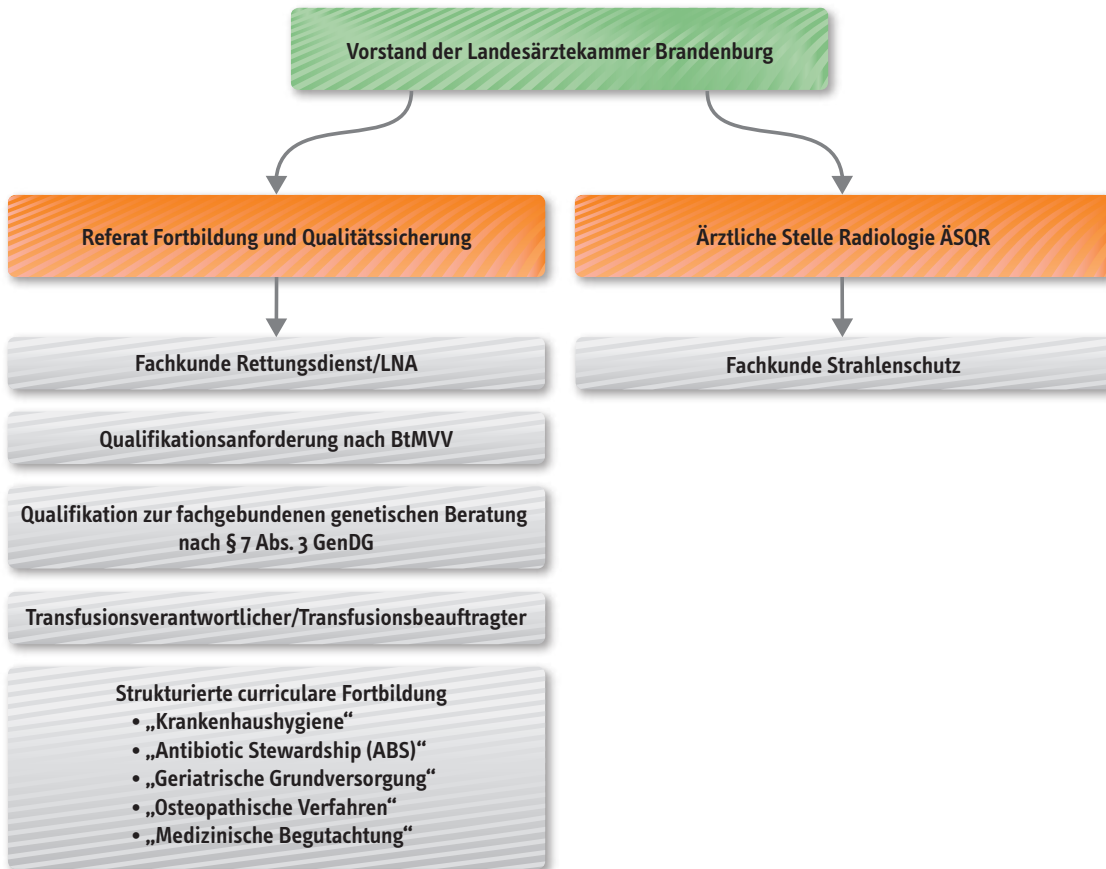 Vorstand der Landesärztekammer Brandenburg
Referat Fortbildung und Qualitätssicherung
Ärztliche Stelle Radiologie ÄSQR
Fachkunde Rettungsdienst/LNA
Fachkunde Strahlenschutz
Qualifikationsanforderung nach BtMVV
Qualifikation zur fachgebundenen genetischen Beratung
nach § 7 Abs. 3 GenDG
Transfusionsverantwortlicher/Transfusionsbeauftragter
Strukturierte curriculare Fortbildung
• „Krankenhaushygiene“
• „Antibiotic Stewardship (ABS)“
• „Geriatrische Grundversorgung“
• „Osteopathische Verfahren“
• „Medizinische Begutachtung“